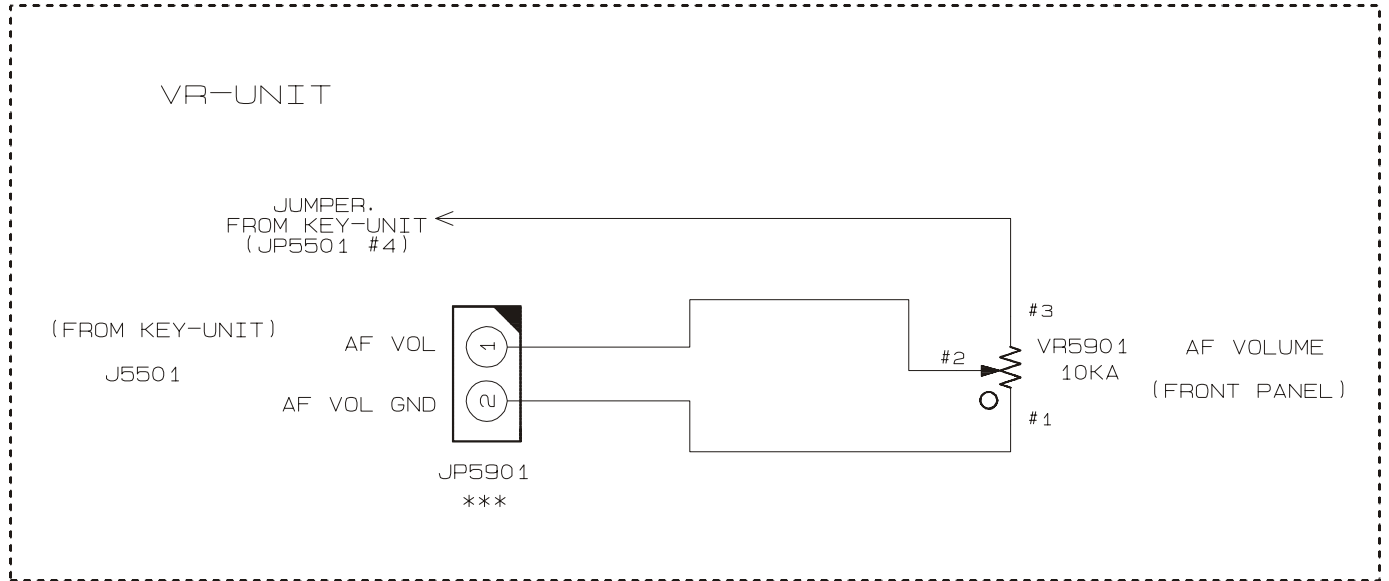 VR-UNIT
JUMPER.
FROM KEY-UNIT
(JP5501 #4)
(FROM KEY-UNIT)
J5501
AF VOL
1
AF VOL GND
2
JP5901
***
#3
#2
VR5901
10KA
#1
AF VOLUME
(FRONT PANEL)